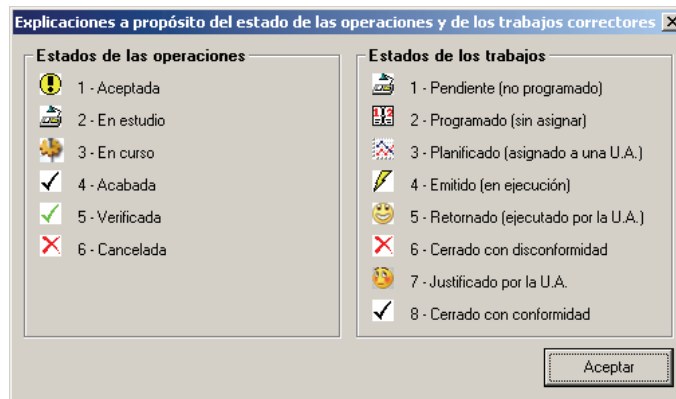 Explicaciones a propósito del estado de las operaciones y de los trabajos correctores
Estados de las operaciones
1 - Aceptada
2 - En estudio
3 - En curso
4 - Acabada
5 - Verificada
6 - Cancelada
Estados de los trabajos
1 - Pendiente (no programado)
2 - Programado (sin asignar)
3 - Planificado (asignado a una U.A.)
4 - Emitido (en ejecución)
5 - Retornado (ejecutado por la U.A.)
6 - Cerrado con disconformidad
7 - Justificado por la U.A.
8 - Cerrado con conformidad
Aceptar